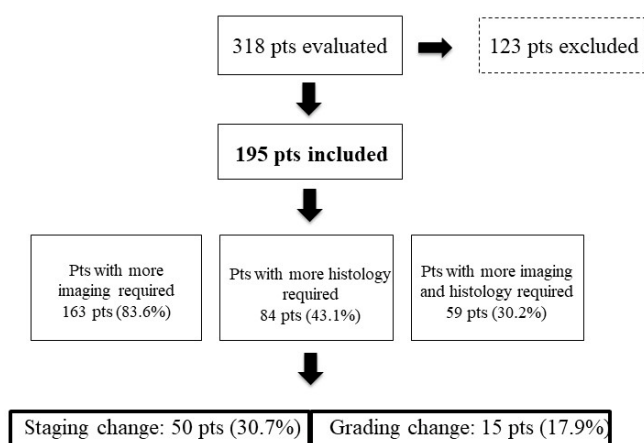 318 pts evaluated
123 pts excluded
195 pts included
Pts with more
imaging required
163 pts (83.6%)
Pts with more histology
required
84 pts (43.1%)
Pts with more imaging
and histology required
59 pts (30.2%)
Staging change: 50 pts (30.7%)
Grading change: 15 pts (17.9%)